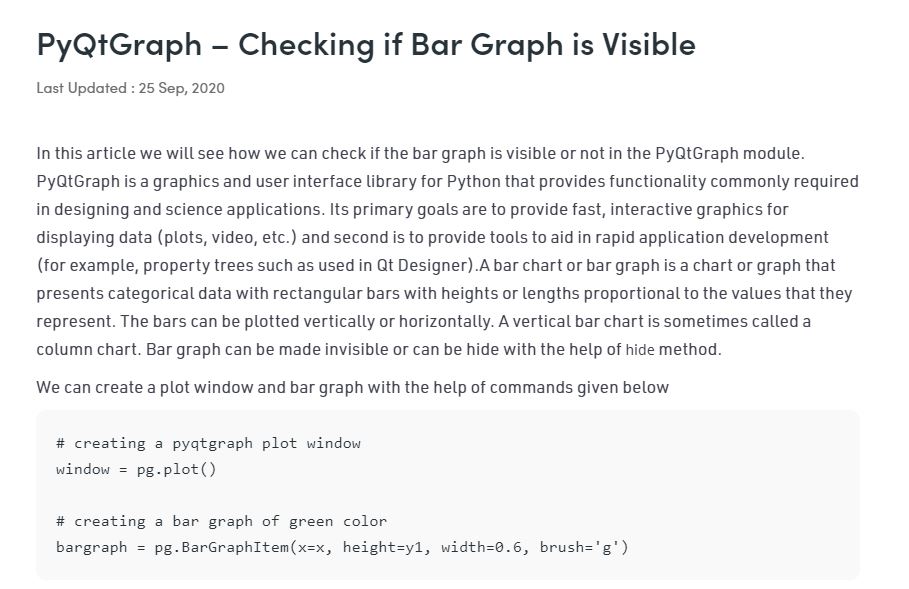 PyQtGraph – Checking if Bar Graph is Visible
Last Updated : 25 Sep, 2020
In this article we will see how we can check if the bar graph is visible or not in the PyQtGraph module.
PyQtGraph is a graphics and user interface library for Python that provides functionality commonly required
in designing and science applications. Its primary goals are to provide fast, interactive graphics for
displaying data (plots, video, etc.) and second is to provide tools to aid in rapid application development
(for example, property trees such as used in Qt Designer).A bar chart or bar graph is a chart or graph that
presents categorical data with rectangular bars with heights or lengths proportional to the values that they
represent. The bars can be plotted vertically or horizontally. A vertical bar chart is sometimes called a
column chart. Bar graph can be made invisible or can be hide with the help of hide method.
We can create a plot window and bar graph with the help of commands given below
# creating a pyqtgraph plot window
window = pg.plot()
# creating a bar graph of green color
bargraph = pg.BarGraphItem(x=x, height=y1, width=0.6, brush='g')